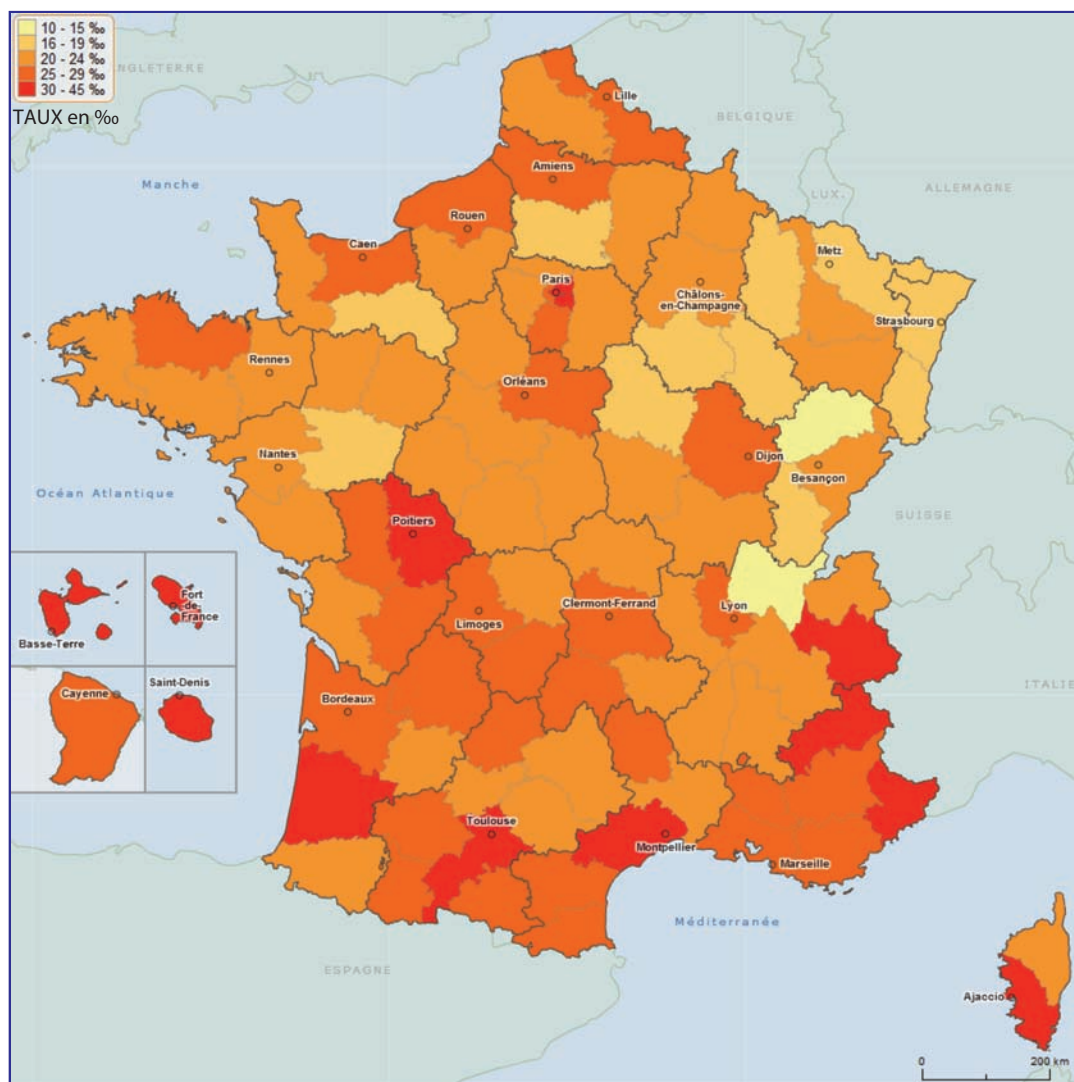 10 - 15 ‰
16 - 19 ‰
20 - 24 ‰
25 - 29 ‰
30 - 45 ‰
TAUX en ‰
ANGLETERRE
Lille
BELGIQUE
Manche
Amiens
LUX.
ALLEMAGNE
Rouen
Caen
Metz
Paris
Châlons-
en-Champagne
Strasbourg
Rennes
Orléans
Nantes
Dijon
Besançon
Océan Atlantique
SUISSE
Poitiers
Fort
de
France
Basse-Terre
Limoges
Clermont-Ferrand
Lyon
Cayenne
Saint-Denis
Bordeaux
ITALIE
Toulouse
Montpellier
Marseille
Méditerranée
ESPAGNE
Ajaccio
0
200 km